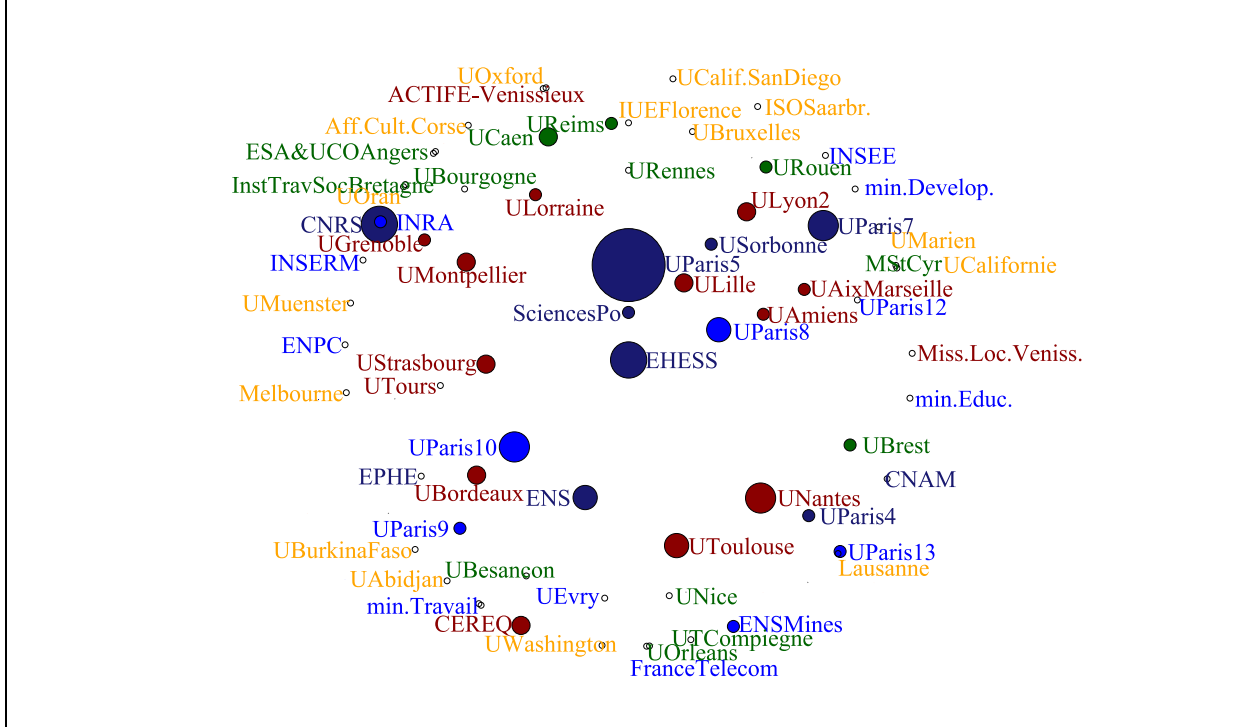 UOxford
UCalif.SanDiego
ACTIFE-Venissieux
IUEFlorence
ISOSaarbr.
Aff.Cult.Corse
UReims
UCaen
UBruxelles
ESA&UCOAngers
INSEE
URennes
URouen
UBourgogne
InstTravSocBretagne
min.Develop.
UOran
ULorraine
ULyon2
CNRS
INRA
UParis7
UGrenoble
USorbonne
UMarien
INSERM
UParis5
MStCyr
UCalifornie
UMontpellier
ULille
UAixMarseille
UMuenster
UParis12
SciencesPo
UAmiens
UParis8
ENPC
Miss.Loc.Veniss.
UStrasbourg
EHESS
UTours
Melbourne
min.Educ.
UParis10
UBrest
EPHE
CNAM
UBordeaux
ENS
UNantes
UParis4
UParis9
UBurkinaFaso
UToulouse
UParis13
Lausanne
UBesancon
UAbidjan
min.Travail
UEvry
UNice
CEREQ
ENSMines
UTCompiegne
UWashington
UOrleans
FranceTelecom